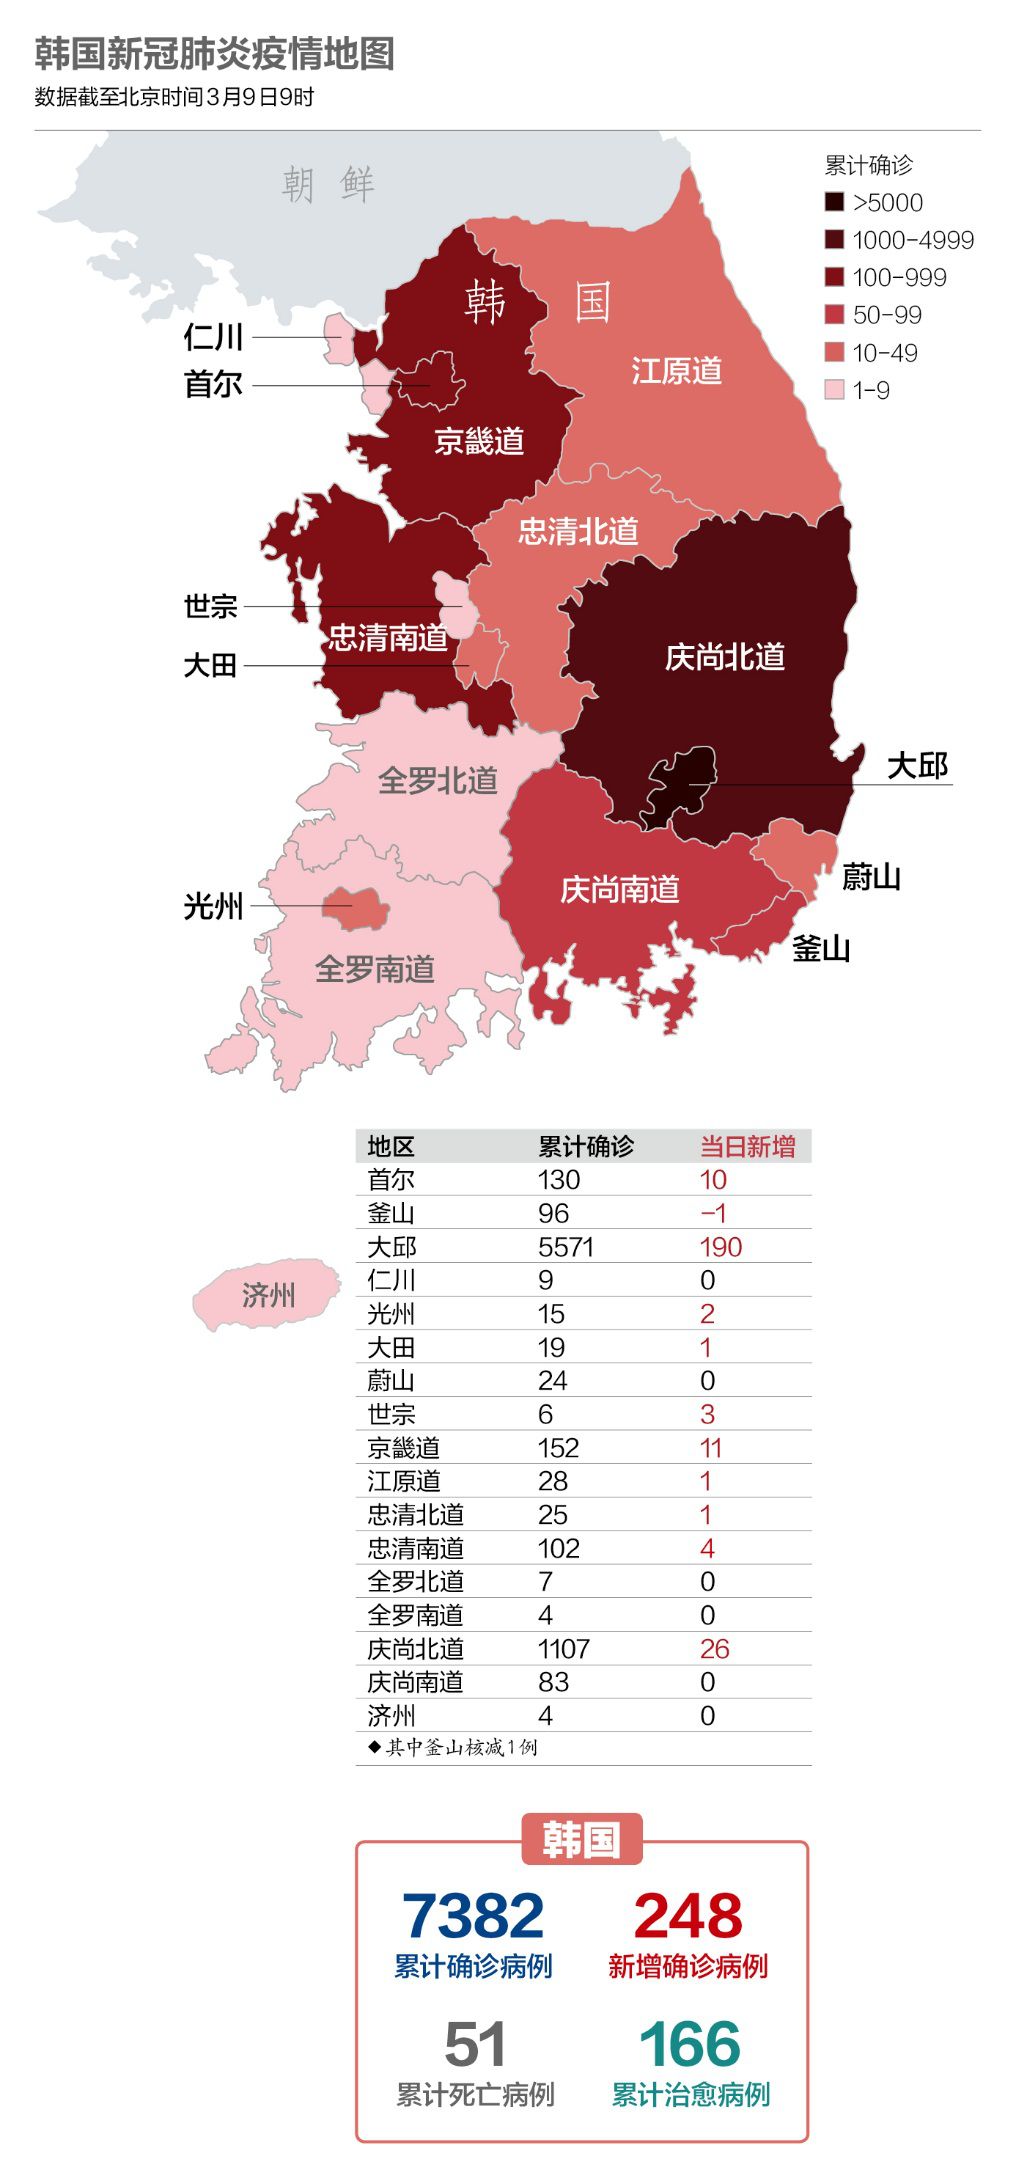 韩国新冠肺炎疫情地图
数据截至北京时间3月9日9时
朝 鲜
累计确诊
>5000
1000-4999
100-999
50-99
10-49
1-9
韩 国
仁川
首尔
江原道
京畿道
忠清北道
世宗
忠清南道
大田
庆尚北道
大邱
全罗北道
蔚山
庆尚南道
光州
釜山
全罗南道
济州
地区 累计确诊 当日新增
首尔 130 10
釜山 96 -1
大邱 5571 190
仁川 9 0
光州 15 2
大田 19 1
蔚山 24 0
世宗 6 3
京畿道 152 11
江原道 28 1
忠清北道 25 1
忠清南道 102 4
全罗北道 7 0
全罗南道 4 0
庆尚北道 1107 26
庆尚南道 83 0
济州 4 0
◆其中釜山核减1例
韩国
7382 248
累计确诊病例 新增确诊病例
51 166
累计死亡病例 累计治愈病例